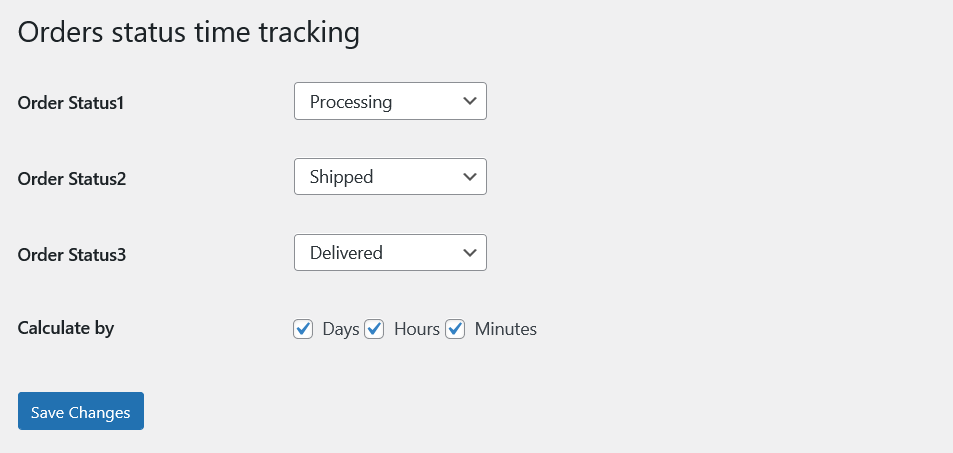 Orders status time tracking
Order Status1 Processing
Order Status2 Shipped
Order Status3 Delivered
Calculate by Days Hours Minutes
Save Changes